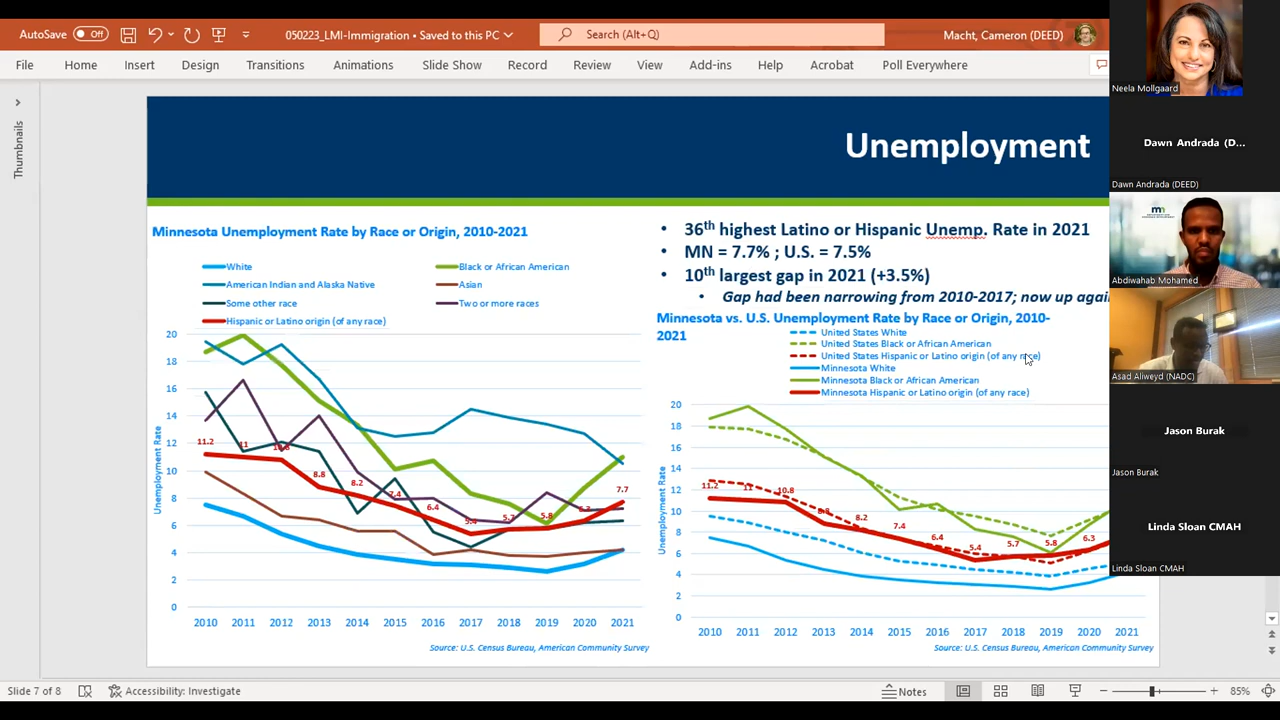 AutoSave Off
050223_LMI-Immigration • Saved to this PC
Search (Alt+Q)
Macht, Cameron (DEED)
File Home Insert Design Transitions Animations Slide Show Record Review View Add-ins Help Acrobat Poll Everywhere
Thumbnails
Unemployment
Minnesota Unemployment Rate by Race or Origin, 2010-2021
White
Black or African American
American Indian and Alaska Native
Asian
Some other race
Two or more races
Hispanic or Latino origin (of any race)
Unemployment Rate
20
18
16
14
12
10
8
6
4
2
0
11.2
11
10.8
8.8
8.2
7.4
6.4
5.4
5.7
5.8
6.3
7.7
2010 2011 2012 2013 2014 2015 2016 2017 2018 2019 2020 2021
Source: U.S. Census Bureau, American Community Survey
• 36th highest Latino or Hispanic Unemp. Rate in 2021
• MN = 7.7% ; U.S. = 7.5%
• 10th largest gap in 2021 (+3.5%)
• Gap had been narrowing from 2010-2017; now up agai
Minnesota vs. U.S. Unemployment Rate by Race or Origin, 2010-
2021
United States White
United States Black or African American
United States Hispanic or Latino origin (of any race)
Minnesota White
Minnesota Black or African American
Minnesota Hispanic or Latino origin (of any race)
Unemployment Rate
20
18
16
14
12
10
8
6
4
2
0
11.2
11
10.8
8.8
8.2
7.4
6.4
5.4
5.7
5.8
6.3
2010 2011 2012 2013 2014 2015 2016 2017 2018 2019 2020 2021
Source: U.S. Census Bureau, American Community Survey
Neela Mollgaard
Dawn Andrada (D...
Dawn Andrada (DEED)
Abdiwahab Mohamed
Asad Aliweyd (NADC)
Jason Burak
Jason Burak
Linda Sloan CMAH
Linda Sloan CMAH
Slide 7 of 8
Accessibility: Investigate
Notes
85%